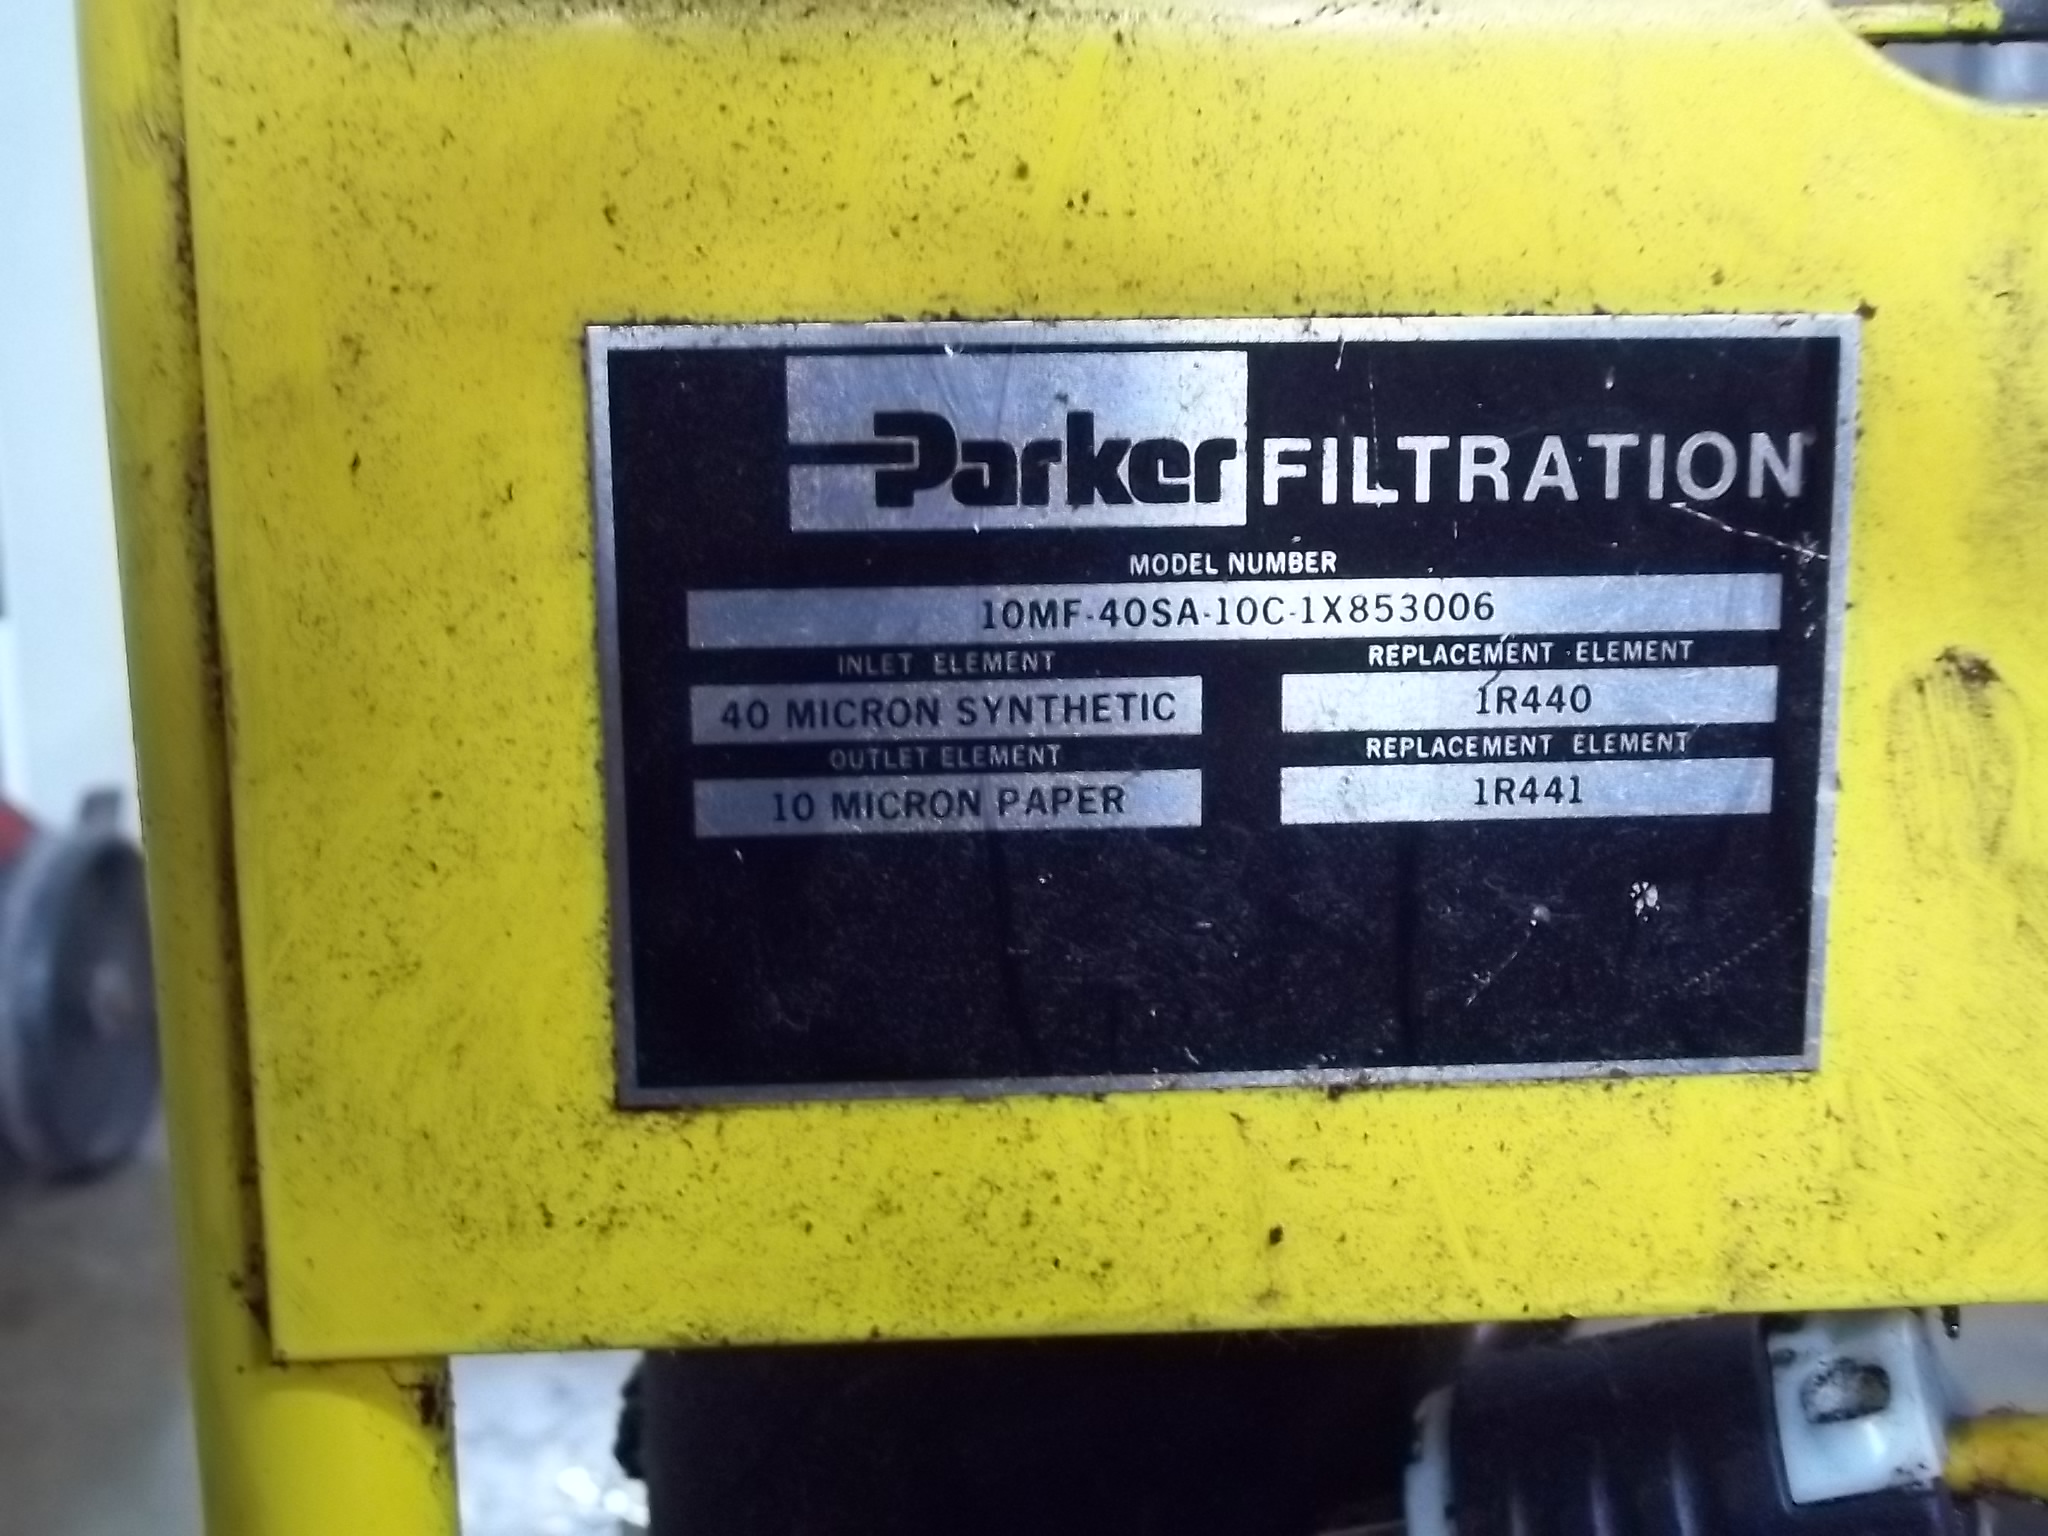 Parker FILTRATION
MODEL NUMBER
10MF-40SA-10C-1X853006
INLET ELEMENT REPLACEMENT ELEMENT
40 MICRON SYNTHETIC 1R440
OUTLET ELEMENT REPLACEMENT ELEMENT
10 MICRON PAPER 1R441